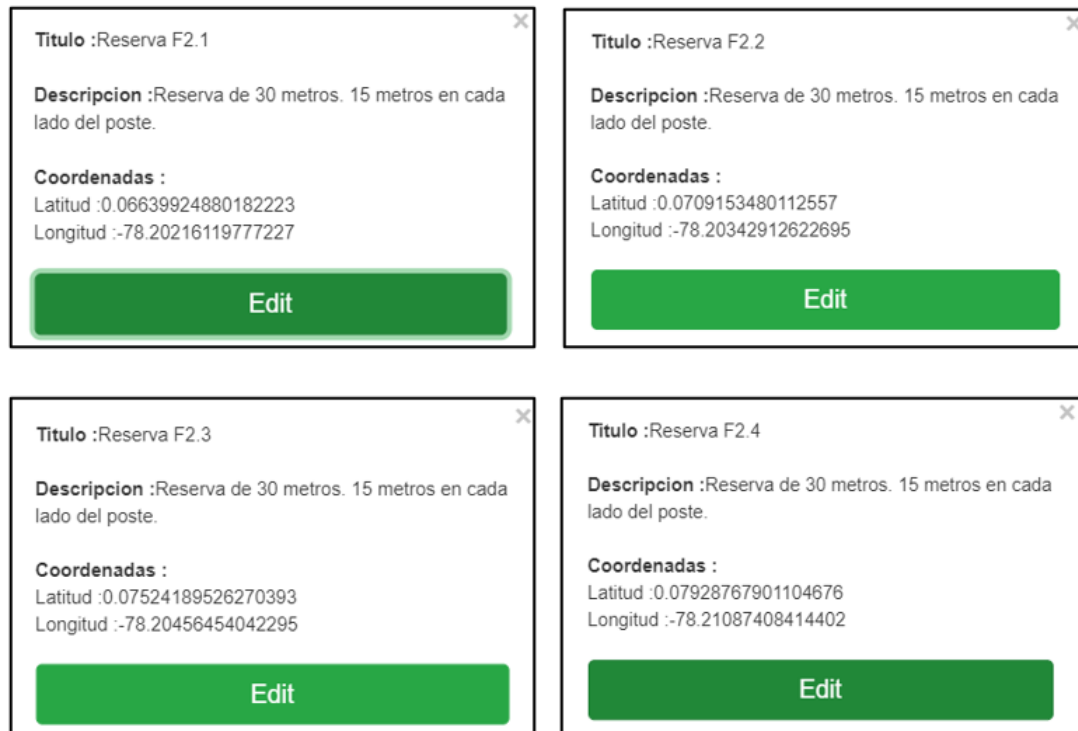 Titulo :Reserva F2.1
Descripcion :Reserva de 30 metros. 15 metros en cada
lado del poste.
Coordenadas :
Latitud :0.06639924880182223
Longitud :-78.20216119777227
Edit
Titulo :Reserva F2.2
Descripcion :Reserva de 30 metros. 15 metros en cada
lado del poste.
Coordenadas :
Latitud :0.0709153480112557
Longitud :-78.20342912622695
Edit
Titulo :Reserva F2.3
Descripcion :Reserva de 30 metros. 15 metros en cada
lado del poste.
Coordenadas :
Latitud :0.07524189526270393
Longitud :-78.20456454042295
Edit
Titulo :Reserva F2.4
Descripcion :Reserva de 30 metros. 15 metros en cada
lado del poste.
Coordenadas :
Latitud :0.07928767901104676
Longitud :-78.21087408414402
Edit